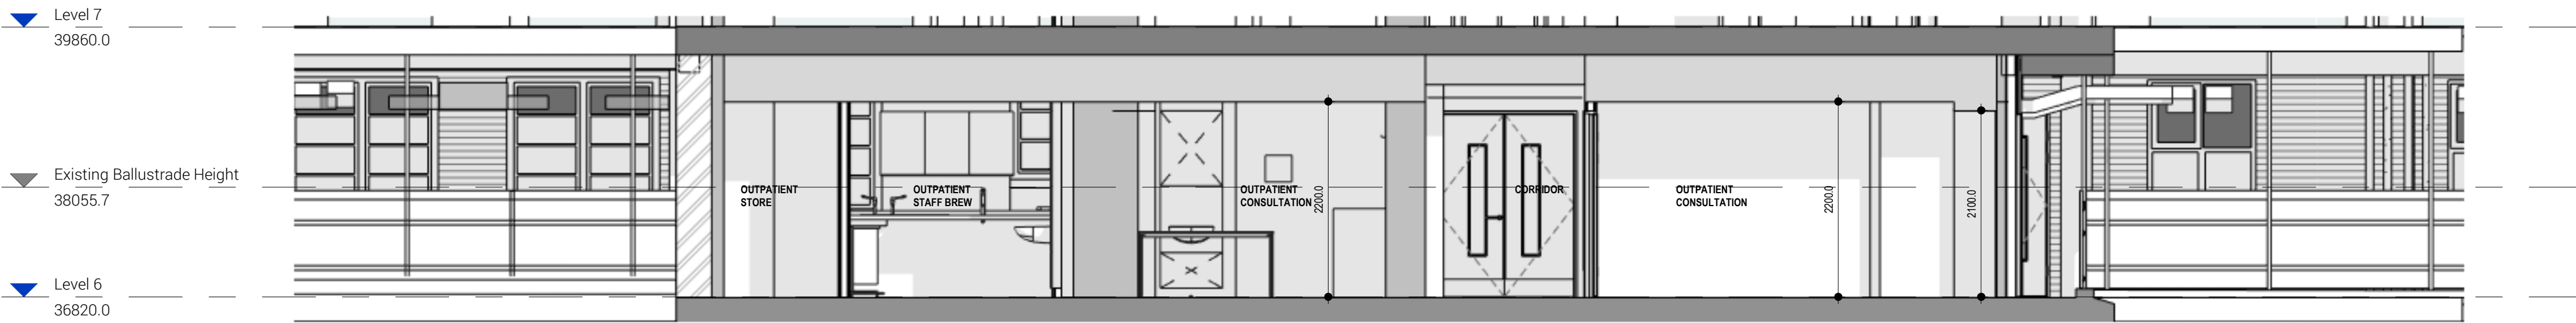 Level 7
39860.0
Existing Ballustrade Height
38055.7
OUTPATIENT
STORE
OUTPATIENT
STAFF BREW
OUTPATIENT
CONSULTATION
2200.0
CORRIDOR
OUTPATIENT
CONSULTATION
2200.0
2100.0
Level 6
36820.0